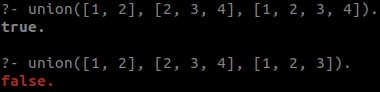 ?- union([1, 2], [2, 3, 4], [1, 2, 3, 4]).
true.
?- union([1, 2], [2, 3, 4], [1, 2, 3]).
false.